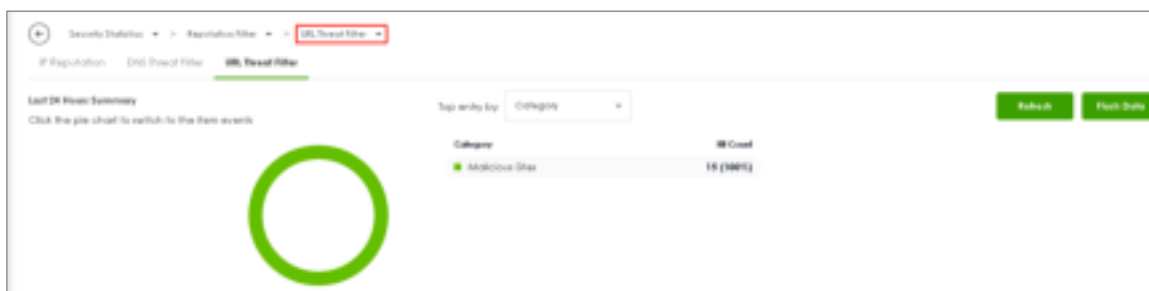 Security Statistics > Reputation Filter > URL Threat Filter
IP Reputation DNS Threat Filter URL Threat Filter
Last 24 Hours Summary
Click the pie chart to switch to the item events
Top entry by: Category
Refresh Flush Data
Category Hit Count
Malicious Sites 15 (100%)